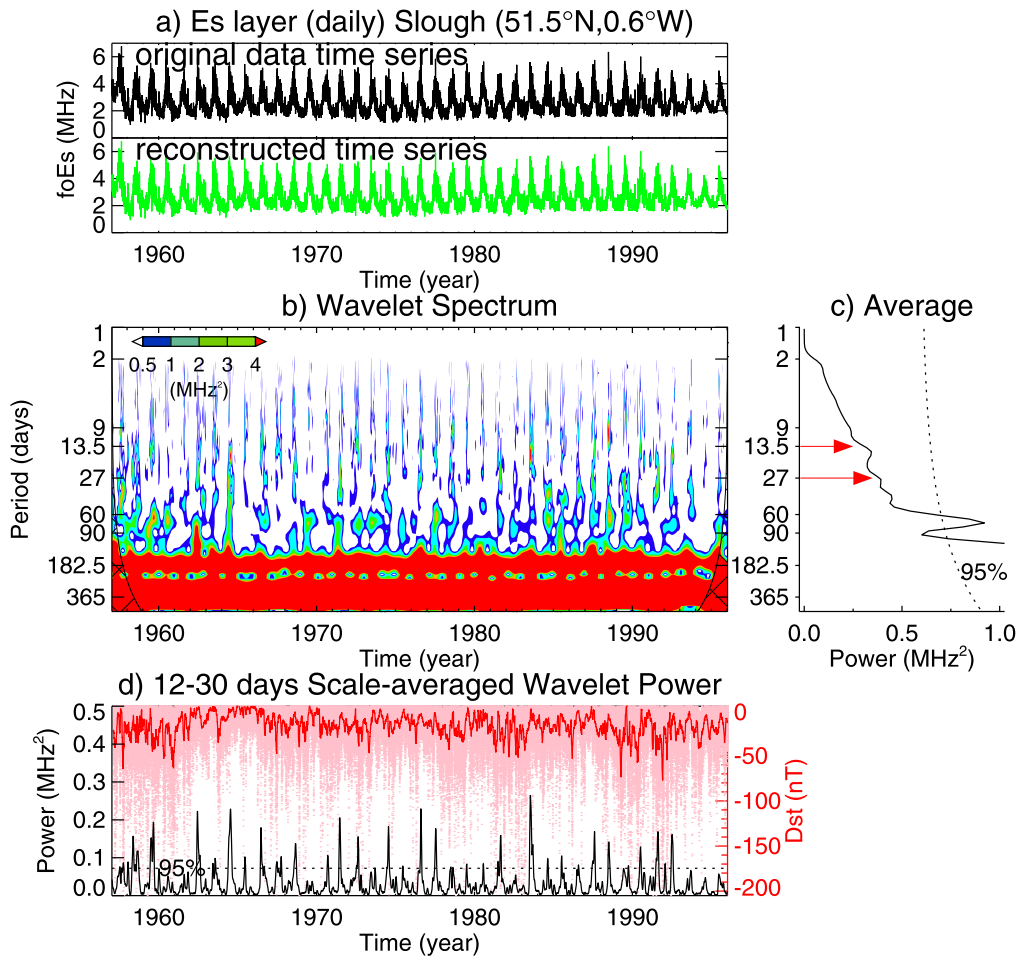 a) Es layer (daily) Slough (51.5°N,0.6°W)
original data time series
6
4
2
0
reconstructed time series
6
4
2
0
foEs (MHz)
1960 1970 1980 1990
Time (year)
b) Wavelet Spectrum
1
2
9
13.5
27
60
90
182.5
365
Period (days)
0.5 1 2 3 4
(MHz²)
1960 1970 1980 1990
Time (year)
c) Average
1
2
9
13.5
27
60
90
182.5
365
95%
0.0 0.5 1.0
Power (MHz²)
d) 12-30 days Scale-averaged Wavelet Power
0.5
0.4
0.3
0.2
0.1
0.0
Power (MHz²)
95%
0
-50
-100
-150
-200
Dst (nT)
1960 1970 1980 1990
Time (year)